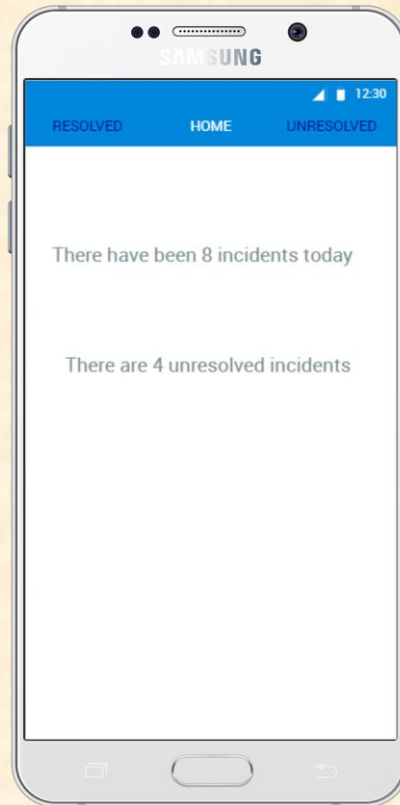 SAMSUNG
12:30
RESOLVED HOME UNRESOLVED
There have been 8 incidents today
There are 4 unresolved incidents